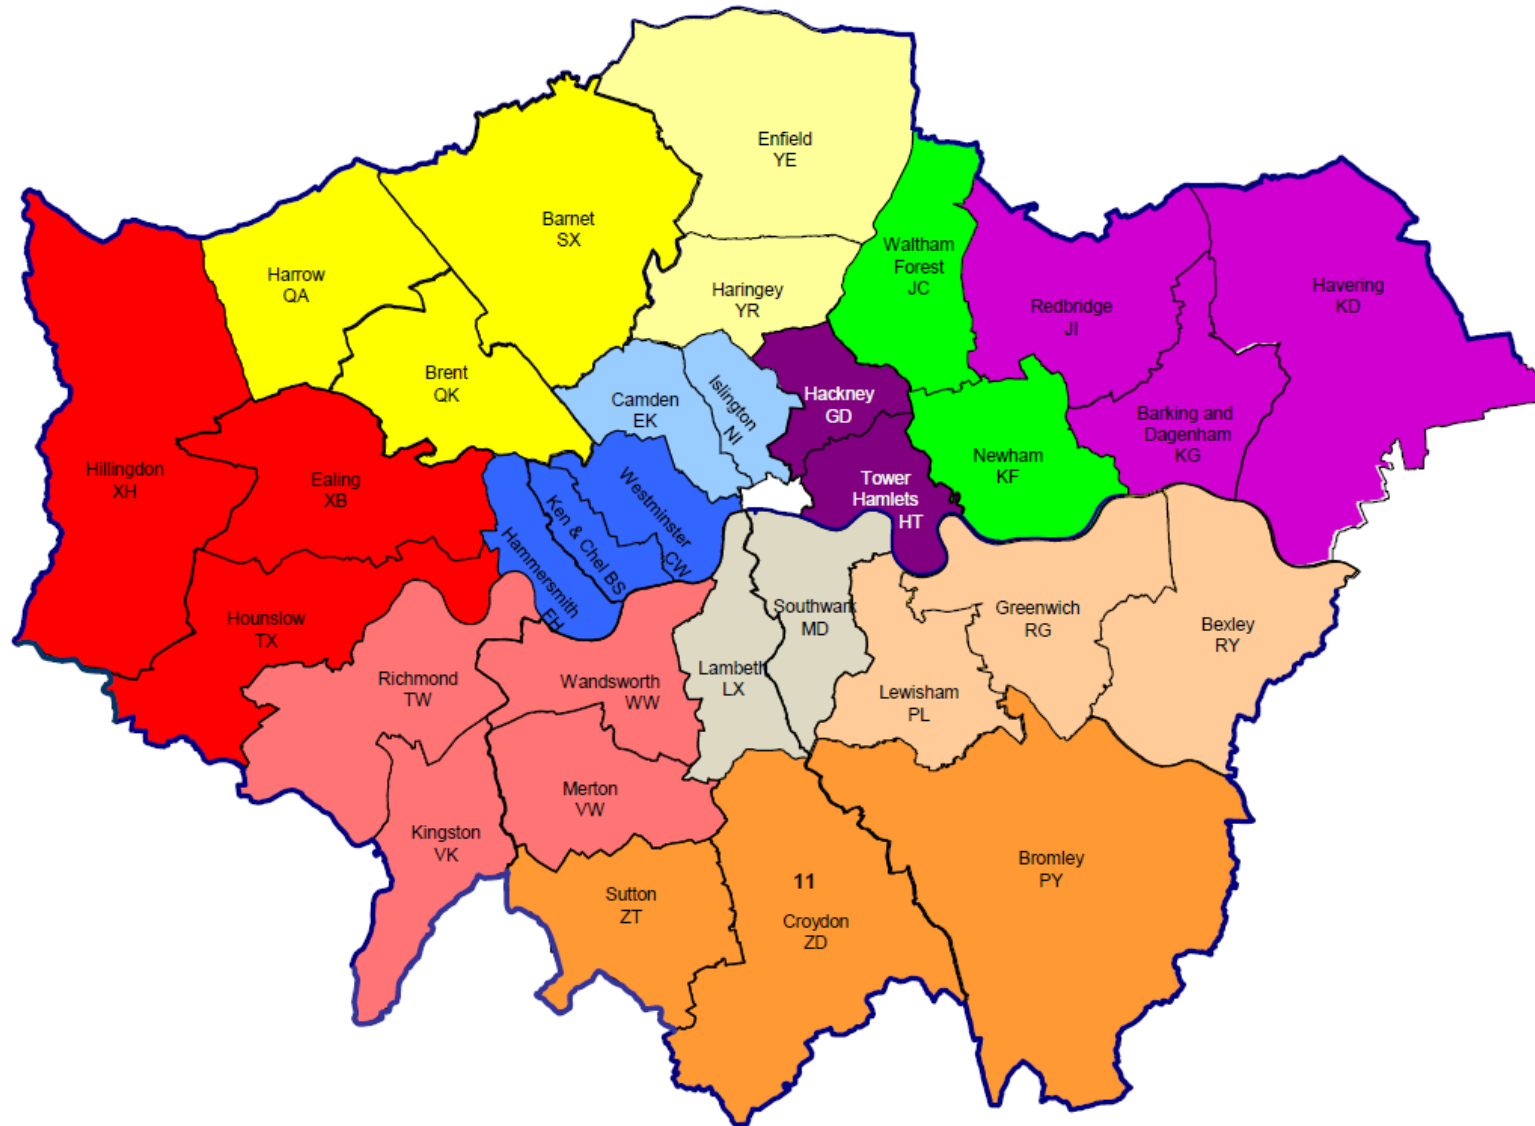 Enfield
YE
Barnet
SX
Waltham
Forest
JC
Harrow
QA
Haringey
YR
Havering
KD
Redbridge
JI
Brent
QK
Camden
EK
Islington
NI
Hackney
GD
Barking and
Dagenham
KG
Hillingdon
XH
Ealing
XB
Newham
KF
Tower
Hamlets
HT
Westminster
CW
Ken & Chel BS
Hammersmith
FH
Hounslow
TX
Southwark
MD
Greenwich
RG
Bexley
RY
Richmond
TW
Wandsworth
WW
Lambeth
LX
Lewisham
PL
Merton
VW
Kingston
VK
Sutton
ZT
11
Croydon
ZD
Bromley
PY